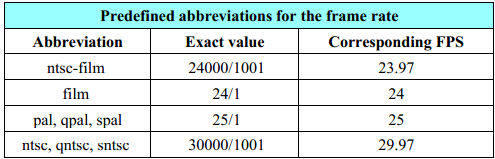 Predefined abbreviations for the frame rate
Abbreviation Exact value Corresponding FPS
ntsc-film 24000/1001 23.97
film 24/1 24
pal, qpal, spal 25/1 25
ntsc, qntsc, sntsc 30000/1001 29.97